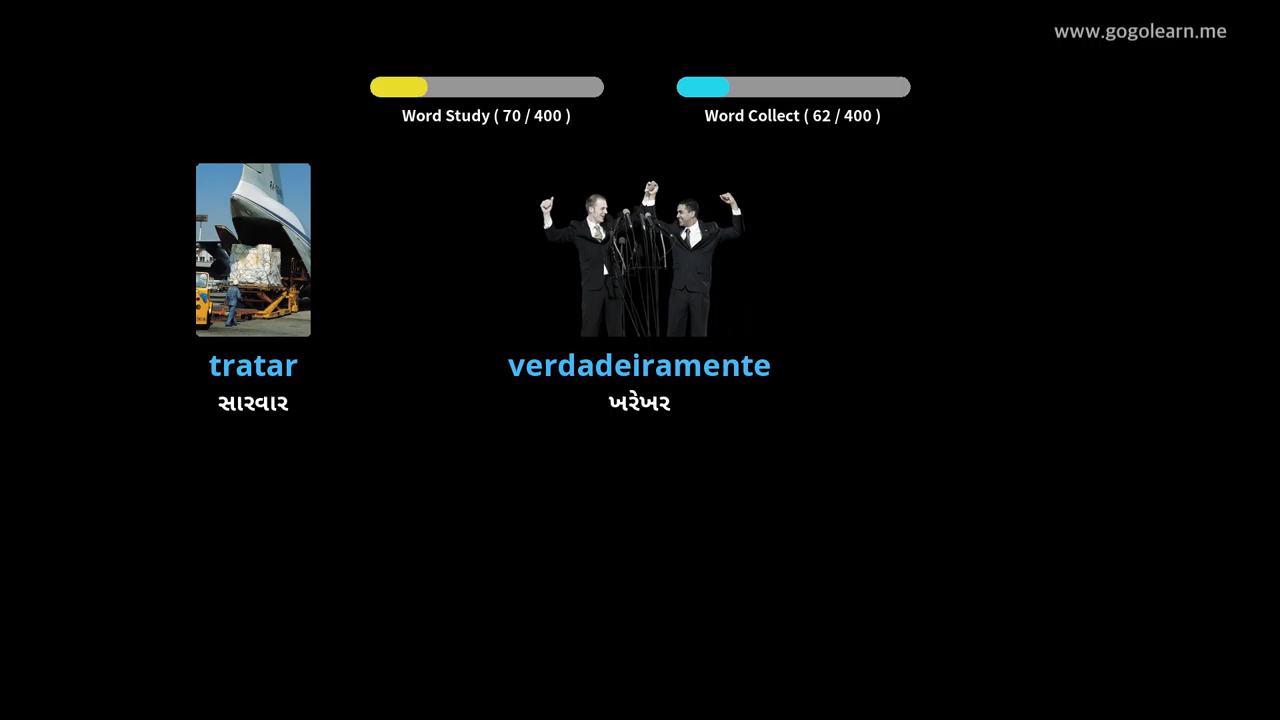 www.gogolearn.me
Word Study ( 70 / 400 )
Word Collect ( 62 / 400 )
tratar
સારવાર
verdadeiramente
ખરેખર